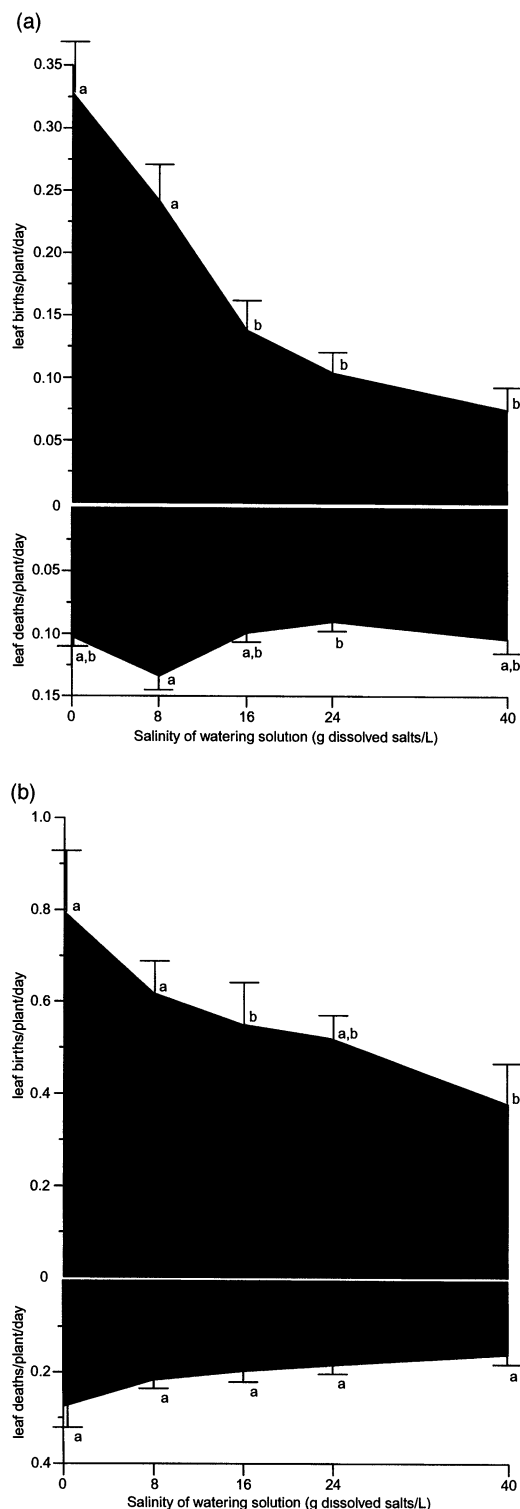 (a)
leaf births/plant/day
0.35
a
0.30
0.25
a
0.20
0.15
b
0.10
b
b
0.05
0
leaf deaths/plant/day
0.05
0.10
a,b
a
a,b
b
a,b
0.15
0 8 16 24 40
Salinity of watering solution (g dissolved salts/L)
(b)
leaf births/plant/day
1.0
0.8
a
a
0.6
b
a,b
0.4
b
0.2
0
leaf deaths/plant/day
0.2
a
a
a
a
a
0.4
0 8 16 24 40
Salinity of watering solution (g dissolved salts/L)